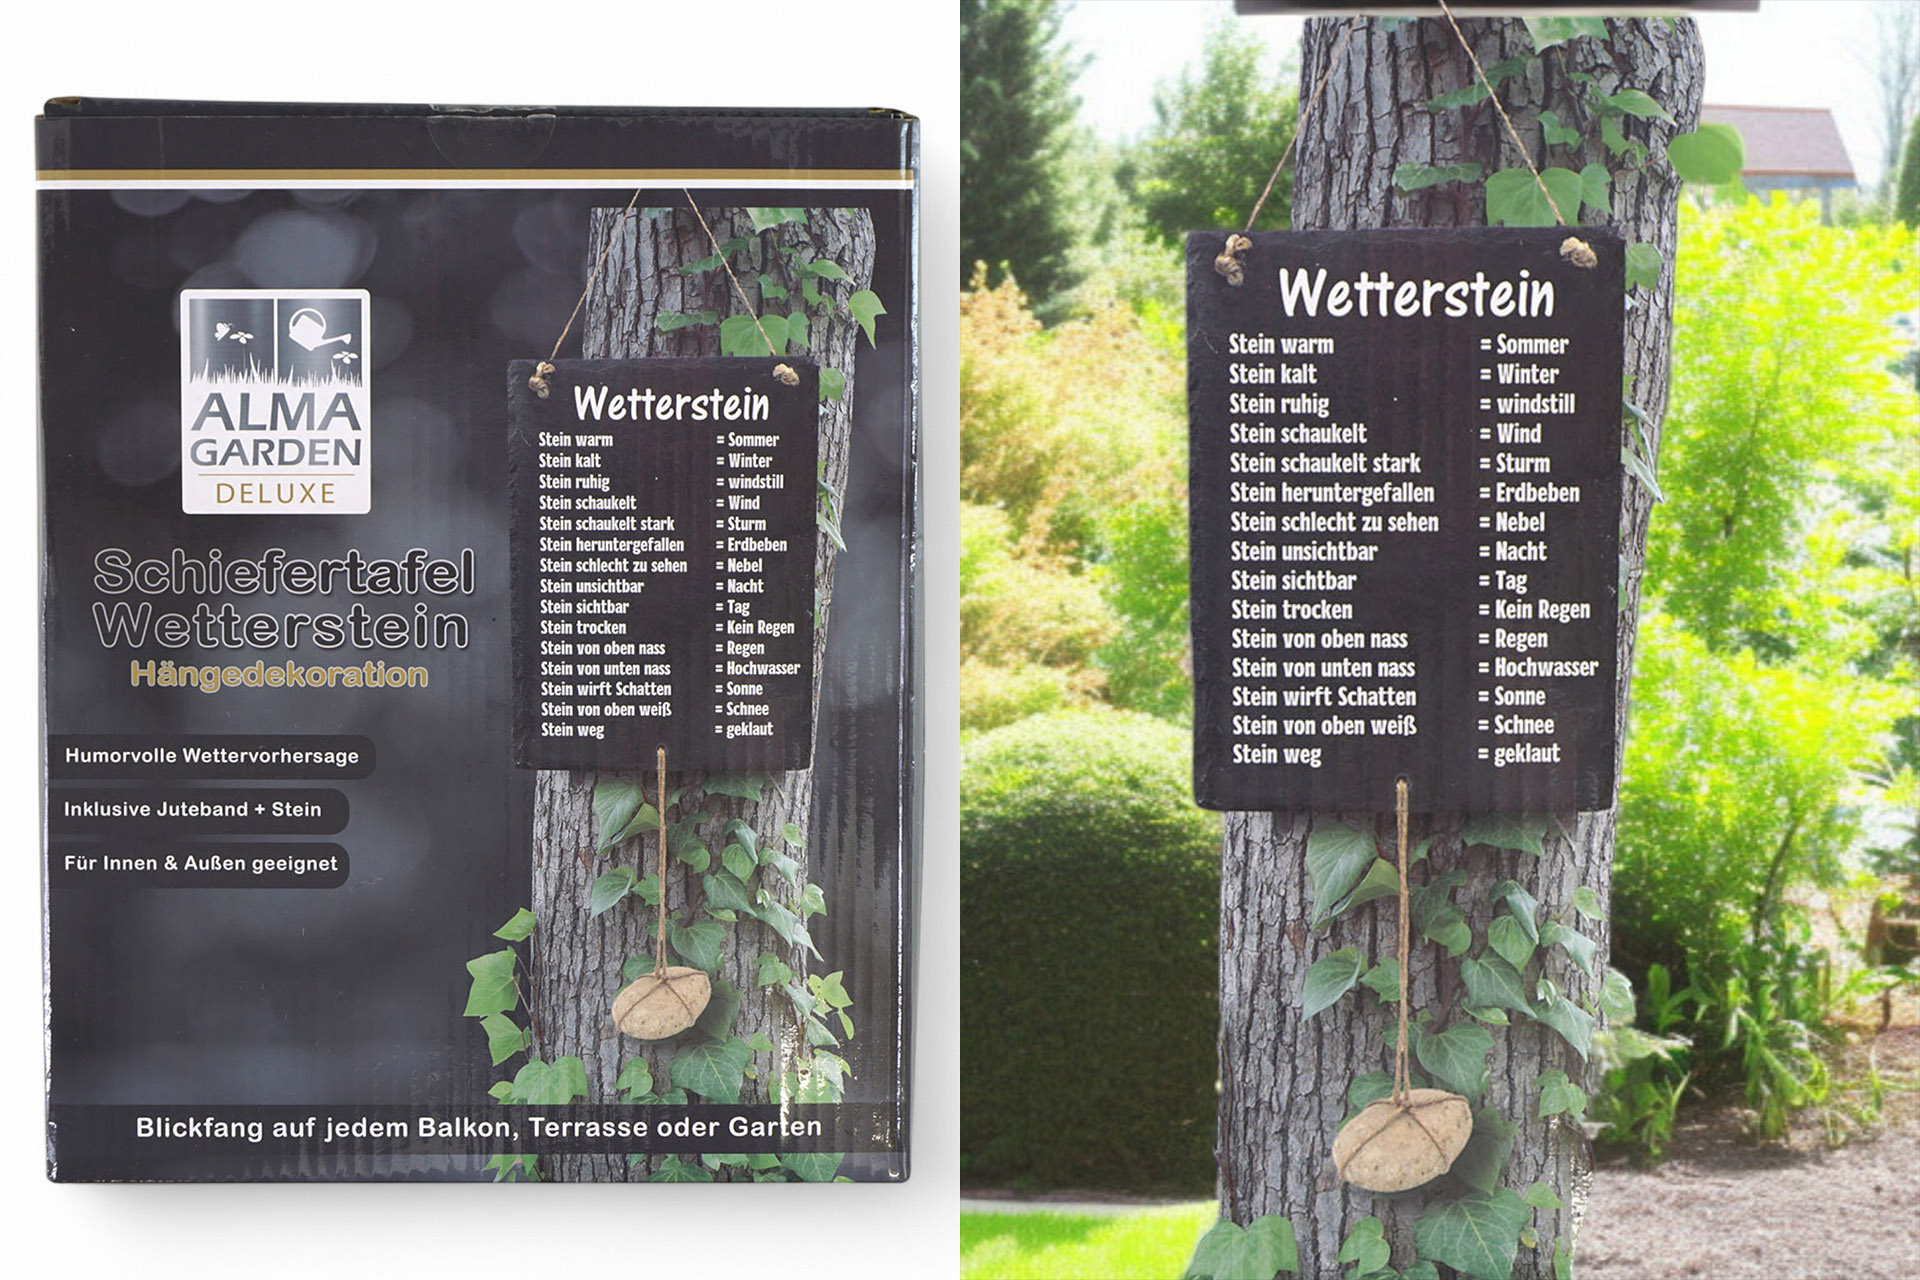 ALMA
GARDEN
DELUXE
Schiefertafel
Wetterstein
Hängedekoration
Humorvolle Wettervorhersage
Inklusive Juteband + Stein
Für Innen & Außen geeignet
Wetterstein
Stein warm = Sommer
Stein kalt = Winter
Stein ruhig = windstill
Stein schaukelt = Wind
Stein schaukelt stark = Sturm
Stein heruntergefallen = Erdbeben
Stein schlecht zu sehen = Nebel
Stein unsichtbar = Nacht
Stein sichtbar = Tag
Stein trocken = Kein Regen
Stein von oben nass = Regen
Stein von unten nass = Hochwasser
Stein wirft Schatten = Sonne
Stein von oben weiß = Schnee
Stein weg = geklaut
Blickfang auf jedem Balkon, Terrasse oder Garten
Wetterstein
Stein warm = Sommer
Stein kalt = Winter
Stein ruhig = windstill
Stein schaukelt = Wind
Stein schaukelt stark = Sturm
Stein heruntergefallen = Erdbeben
Stein schlecht zu sehen = Nebel
Stein unsichtbar = Nacht
Stein sichtbar = Tag
Stein trocken = Kein Regen
Stein von oben nass = Regen
Stein von unten nass = Hochwasser
Stein wirft Schatten = Sonne
Stein von oben weiß = Schnee
Stein weg = geklaut